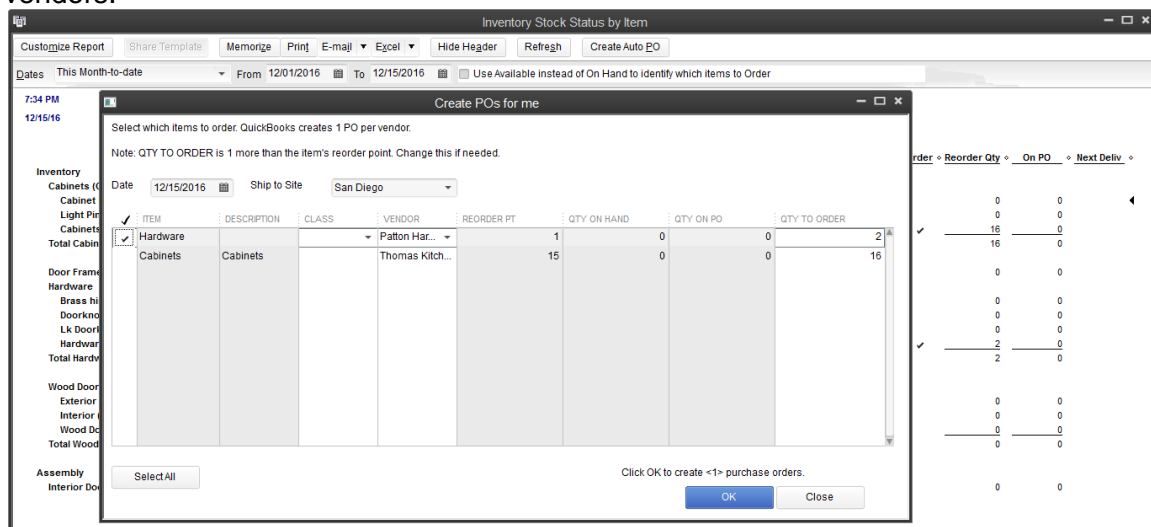 vendors.
Inventory Stock Status by Item
Customize Report Share Template Memorize Print E-mail Excel Hide Header Refresh Create Auto PO
Dates This Month-to-date From 12/01/2016 To 12/15/2016 Use Available instead of On Hand to identify which items to Order
7:34 PM
12/15/16
Create POs for me
Select which items to order. QuickBooks creates 1 PO per vendor.
Note: QTY TO ORDER is 1 more than the item's reorder point. Change this if needed.
Date 12/15/2016 Ship to Site San Diego
ITEM DESCRIPTION CLASS VENDOR REORDER PT QTY ON HAND QTY ON PO QTY TO ORDER
Hardware Patton Har... 1 0 0 2
Cabinets Cabinets Thomas Kitch... 15 0 0 16
Select All
Click OK to create <1> purchase orders.
OK Close
rder Reorder Qty On PO Next Deliv
Inventory
Cabinets (
Cabinet 0 0
Light Pin 0 0
Cabinets 16 0
Total Cabin 16 0
Door Frame 0 0
Hardware
Brass hi 0 0
Doorkno 0 0
Lk Door 0 0
Hardwar 2 0
Total Hardw 2 0
Wood Door
Exterior 0 0
Interior 0 0
Wood Do 0 0
Total Wood 0 0
Assembly
Interior Do 0 0